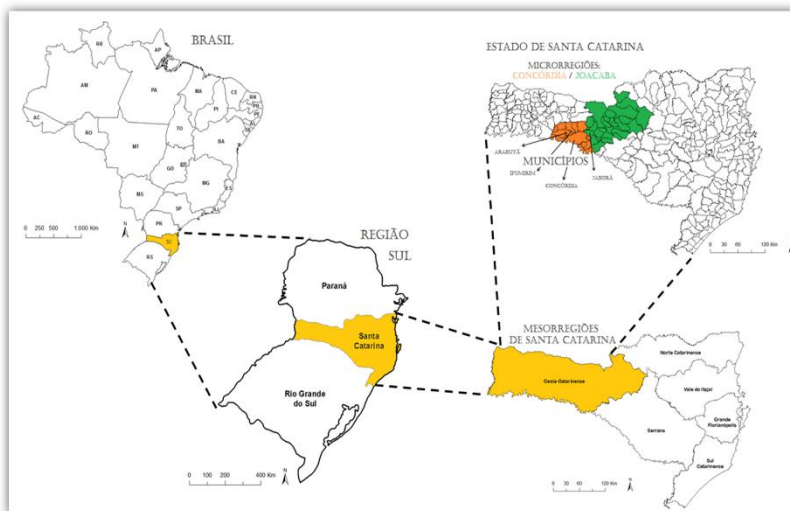 BRASIL
RR
AP
AM
PA
MA
CE
RN
PB
PE
AL
SE
PI
AC
RO
TO
BA
MT
GO
DF
MG
ES
MS
SP
RJ
PR
SC
RS
0 250 500 1.000 Km
N
REGIÃO
SUL
Paraná
Santa
Catarina
Rio Grande
do Sul
0 100 200 400 Km
N
ESTADO DE SANTA CATARINA
MICRORREGIÕES:
CONCÓRDIA / JOAÇABA
ARABUTÃ
MUNICÍPIOS
IPUMIRIM
JABORÁ
CONCÓRDIA
0 30 60 120 Km
MESORREGIÕES
DE SANTA CATARINA
Norte Catarinense
Oeste Catarinense
Vale do Itajaí
Grande
Florianópolis
Serrana
Sul
Catarinense
0 30 60 120 Km
N